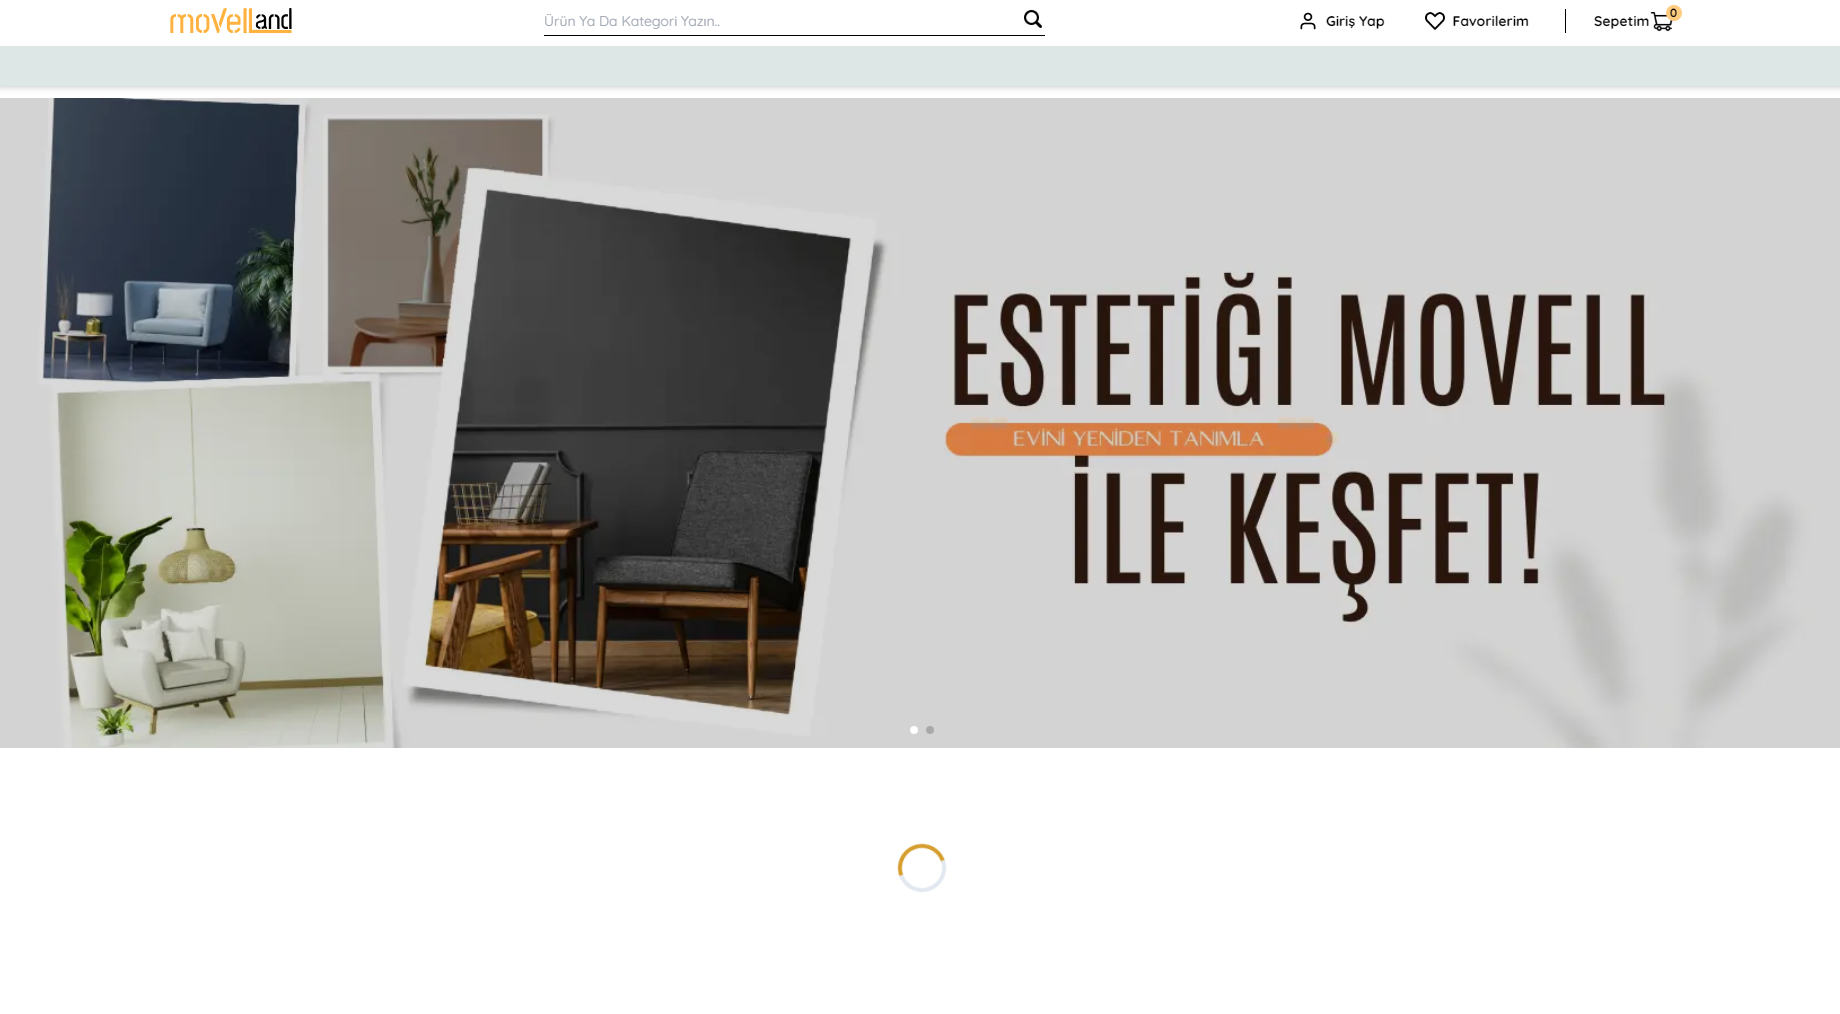 movelland
Ürün Ya Da Kategori Yazın..
Giriş Yap
Favorilerim
Sepetim
0
ESTETİĞİ MOVELL
EVİNİ YENİDEN TANIMLA
İLE KEŞFET!